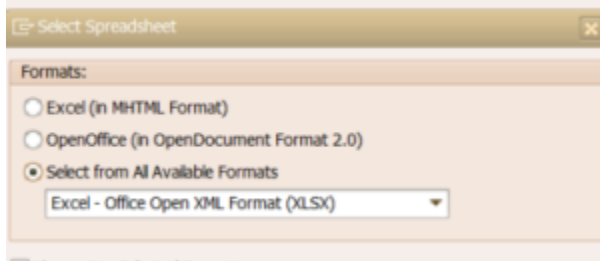 Select Spreadsheet
Formats:
Excel (in MHTML Format)
OpenOffice (in OpenDocument Format 2.0)
Select from All Available Formats
Excel - Office Open XML Format (XLSX)